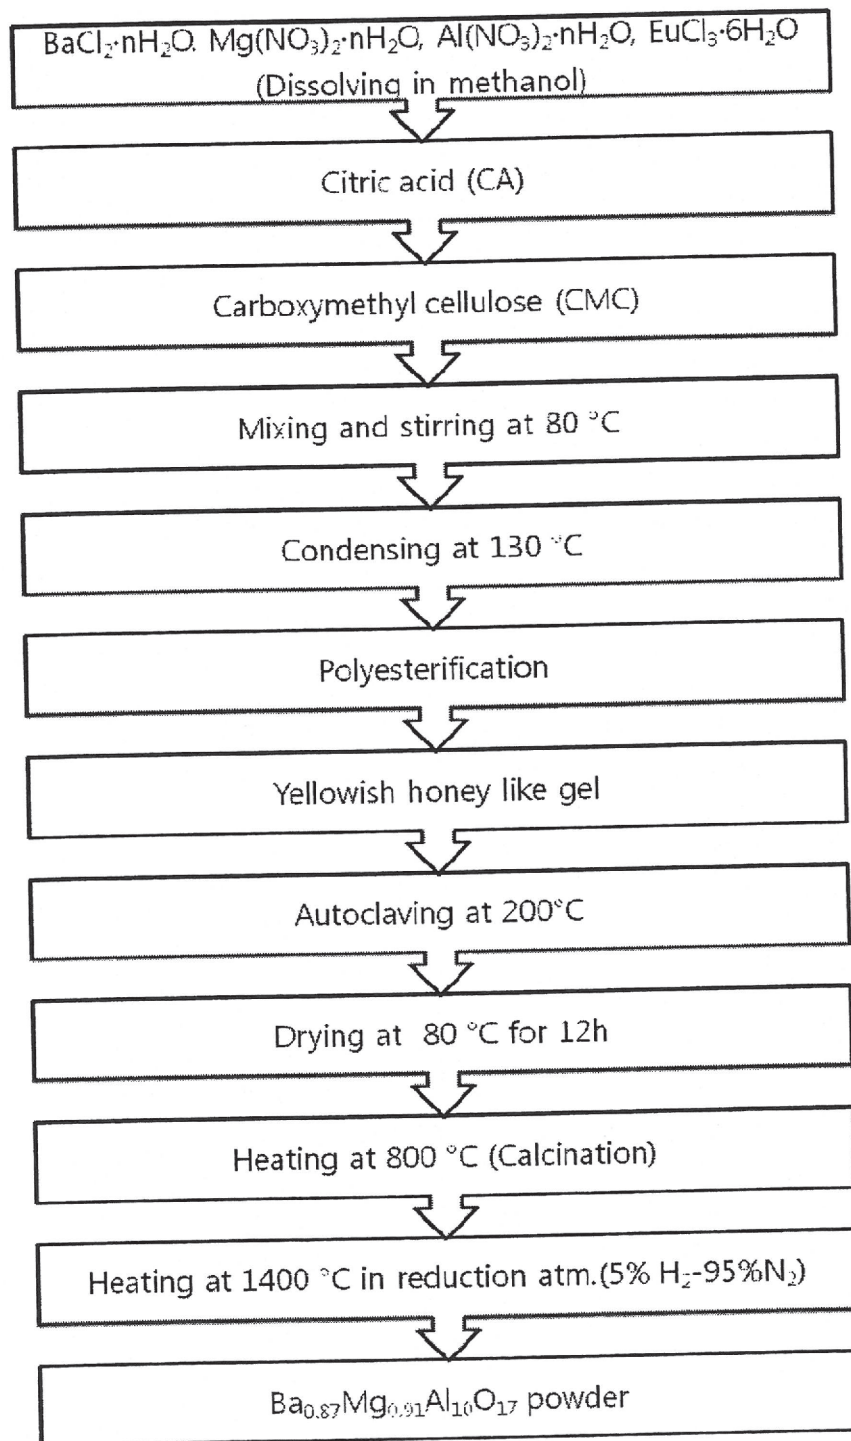 BaCl₂·nH₂O. Mg(NO₃)₂·nH₂O, Al(NO₃)₂·nH₂O, EuCl₃·6H₂O
(Dissolving in methanol)
Citric acid (CA)
Carboxymethyl cellulose (CMC)
Mixing and stirring at 80 °C
Condensing at 130 °C
Polyesterification
Yellowish honey like gel
Autoclaving at 200°C
Drying at 80 °C for 12h
Heating at 800 °C (Calcination)
Heating at 1400 °C in reduction atm.(5% H₂-95%N₂)
Ba₀.₈₇Mg₀.₉₁Al₁₀O₁₇ powder